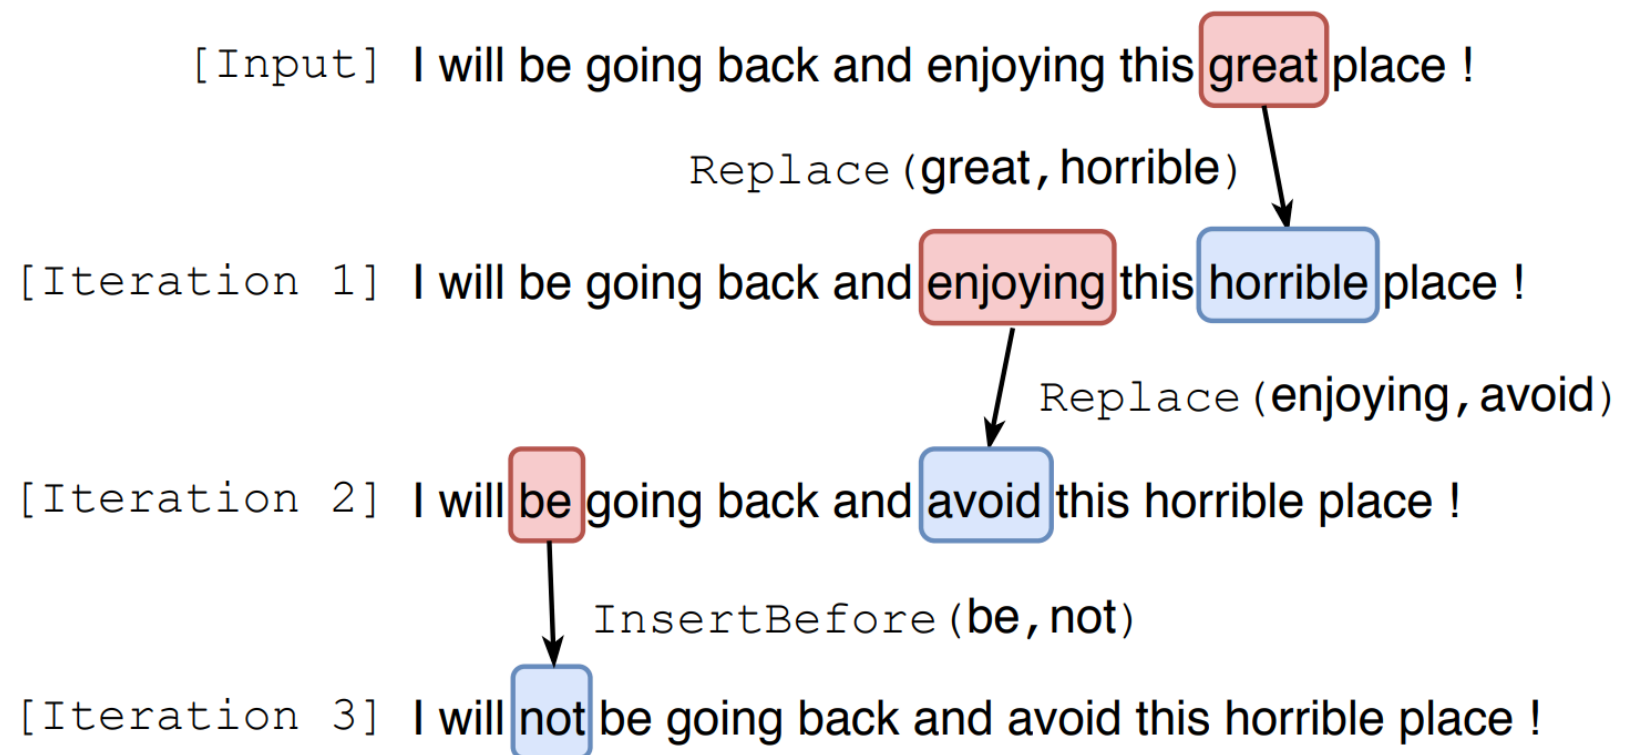 [Input] I will be going back and enjoying this great place !
Replace(great, horrible)
[Iteration 1] I will be going back and enjoying this horrible place !
Replace(enjoying, avoid)
[Iteration 2] I will be going back and avoid this horrible place !
InsertBefore(be, not)
[Iteration 3] I will not be going back and avoid this horrible place !